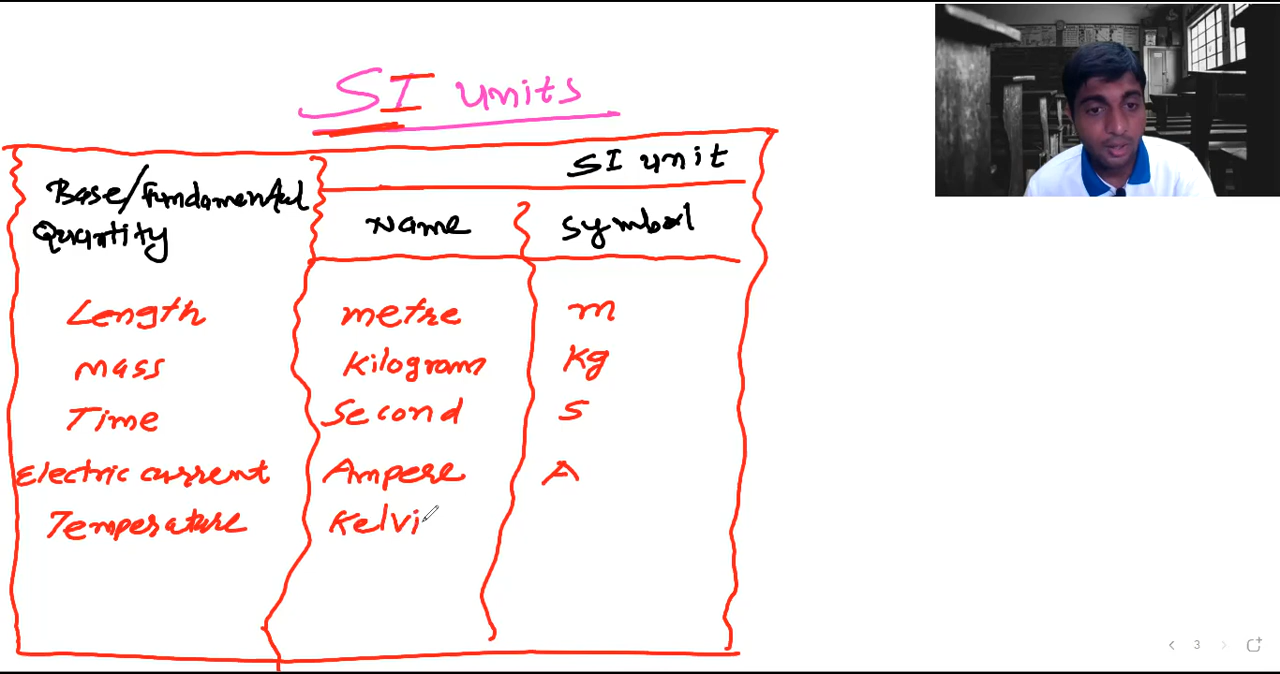 SI units
Base/Fundamental
Quantity
SI unit
Name
Symbol
Length metre m
Mass Kilogram Kg
Time Second S
Electric current Ampere A
Temperature Kelvi
3